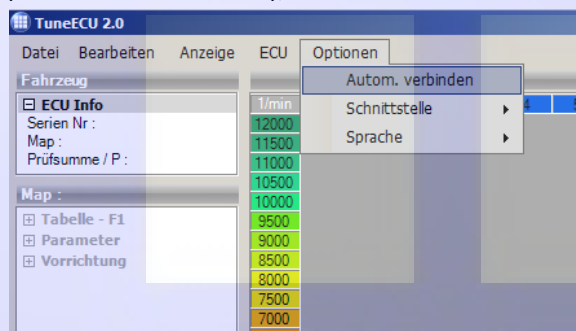 TuneECU 2.0
Datei Bearbeiten Anzeige ECU Optionen
Autom. verbinden
Schnittstelle
Sprache
Fahrzeug
ECU Info
Serien Nr :
Map :
Prüfsumme / P :
Map :
Tabelle - F1
Parameter
Vorrichtung
1/min
4
12000
11500
11000
10500
10000
9500
9000
8500
8000
7500
7000